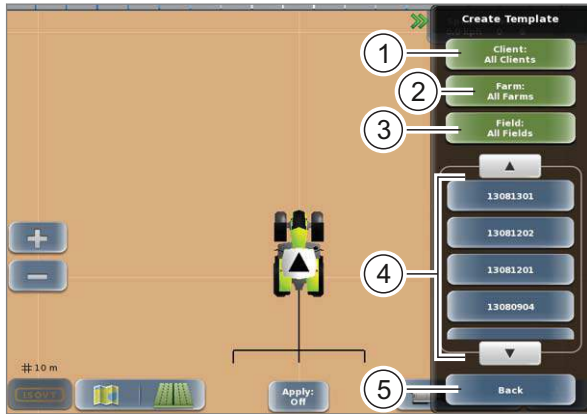 Create Template
1
Client:
All Clients
2
Farm:
All Farms
3
Field:
All Fields
▲
13081301
+
13081202
−
13081201
4
13080904
▼
# 10 m
5
Back
ISOVT
Apply:
Off